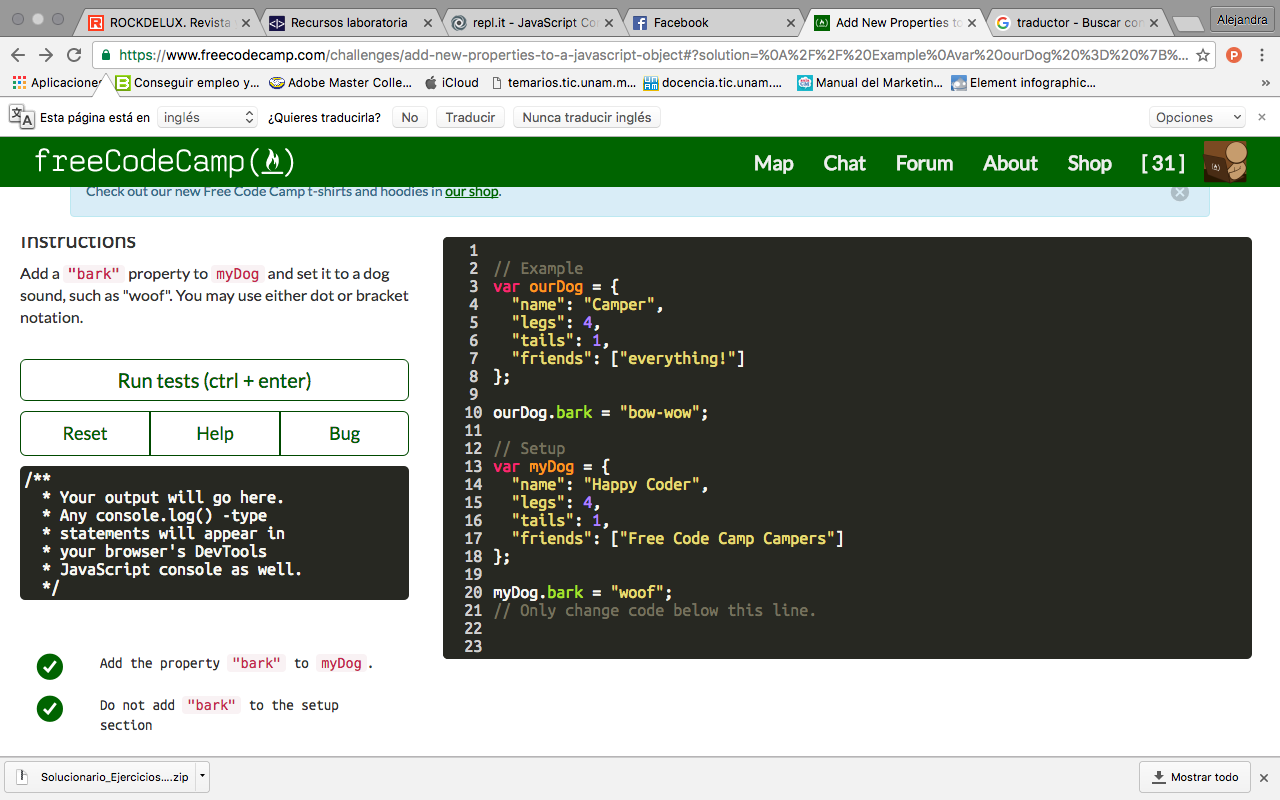 ROCKDELUX. Revista
Recursos laboratoria
repl.it - JavaScript Co
Facebook
Add New Properties to
traductor - Buscar con
Alejandra
https://www.freecodecamp.com/challenges/add-new-properties-to-a-javascript-object#?solution=%0A%2F%2F%20Example%0Avar%20ourDog%20%3D%20%7B%...
Aplicaciones
Conseguir empleo y...
Adobe Master Colle...
iCloud
temarios.tic.unam.m...
docencia.tic.unam....
Manual del Marketin...
Element infographic...
»
Esta página está en
inglés
¿Quieres traducirla?
No
Traducir
Nunca traducir inglés
Opciones
freeCodeCamp(🔥)
Map
Chat
Forum
About
Shop
[ 31 ]
Check out our new Free Code Camp t-shirts and hoodies in our shop.
Instructions
Add a "bark" property to myDog and set it to a dog
sound, such as "woof". You may use either dot or bracket
notation.
Run tests (ctrl + enter)
Reset
Help
Bug
/**
* Your output will go here.
* Any console.log() -type
* statements will appear in
* your browser's DevTools
* JavaScript console as well.
*/
Add the property "bark" to myDog.
Do not add "bark" to the setup
section
1
2 // Example
3 var ourDog = {
4 "name": "Camper",
5 "legs": 4,
6 "tails": 1,
7 "friends": ["everything!"]
8 };
9
10 ourDog.bark = "bow-wow";
11
12 // Setup
13 var myDog = {
14 "name": "Happy Coder",
15 "legs": 4,
16 "tails": 1,
17 "friends": ["Free Code Camp Campers"]
18 };
19
20 myDog.bark = "woof";
21 // Only change code below this line.
22
23
Solucionario_Ejercicios....zip
Mostrar todo